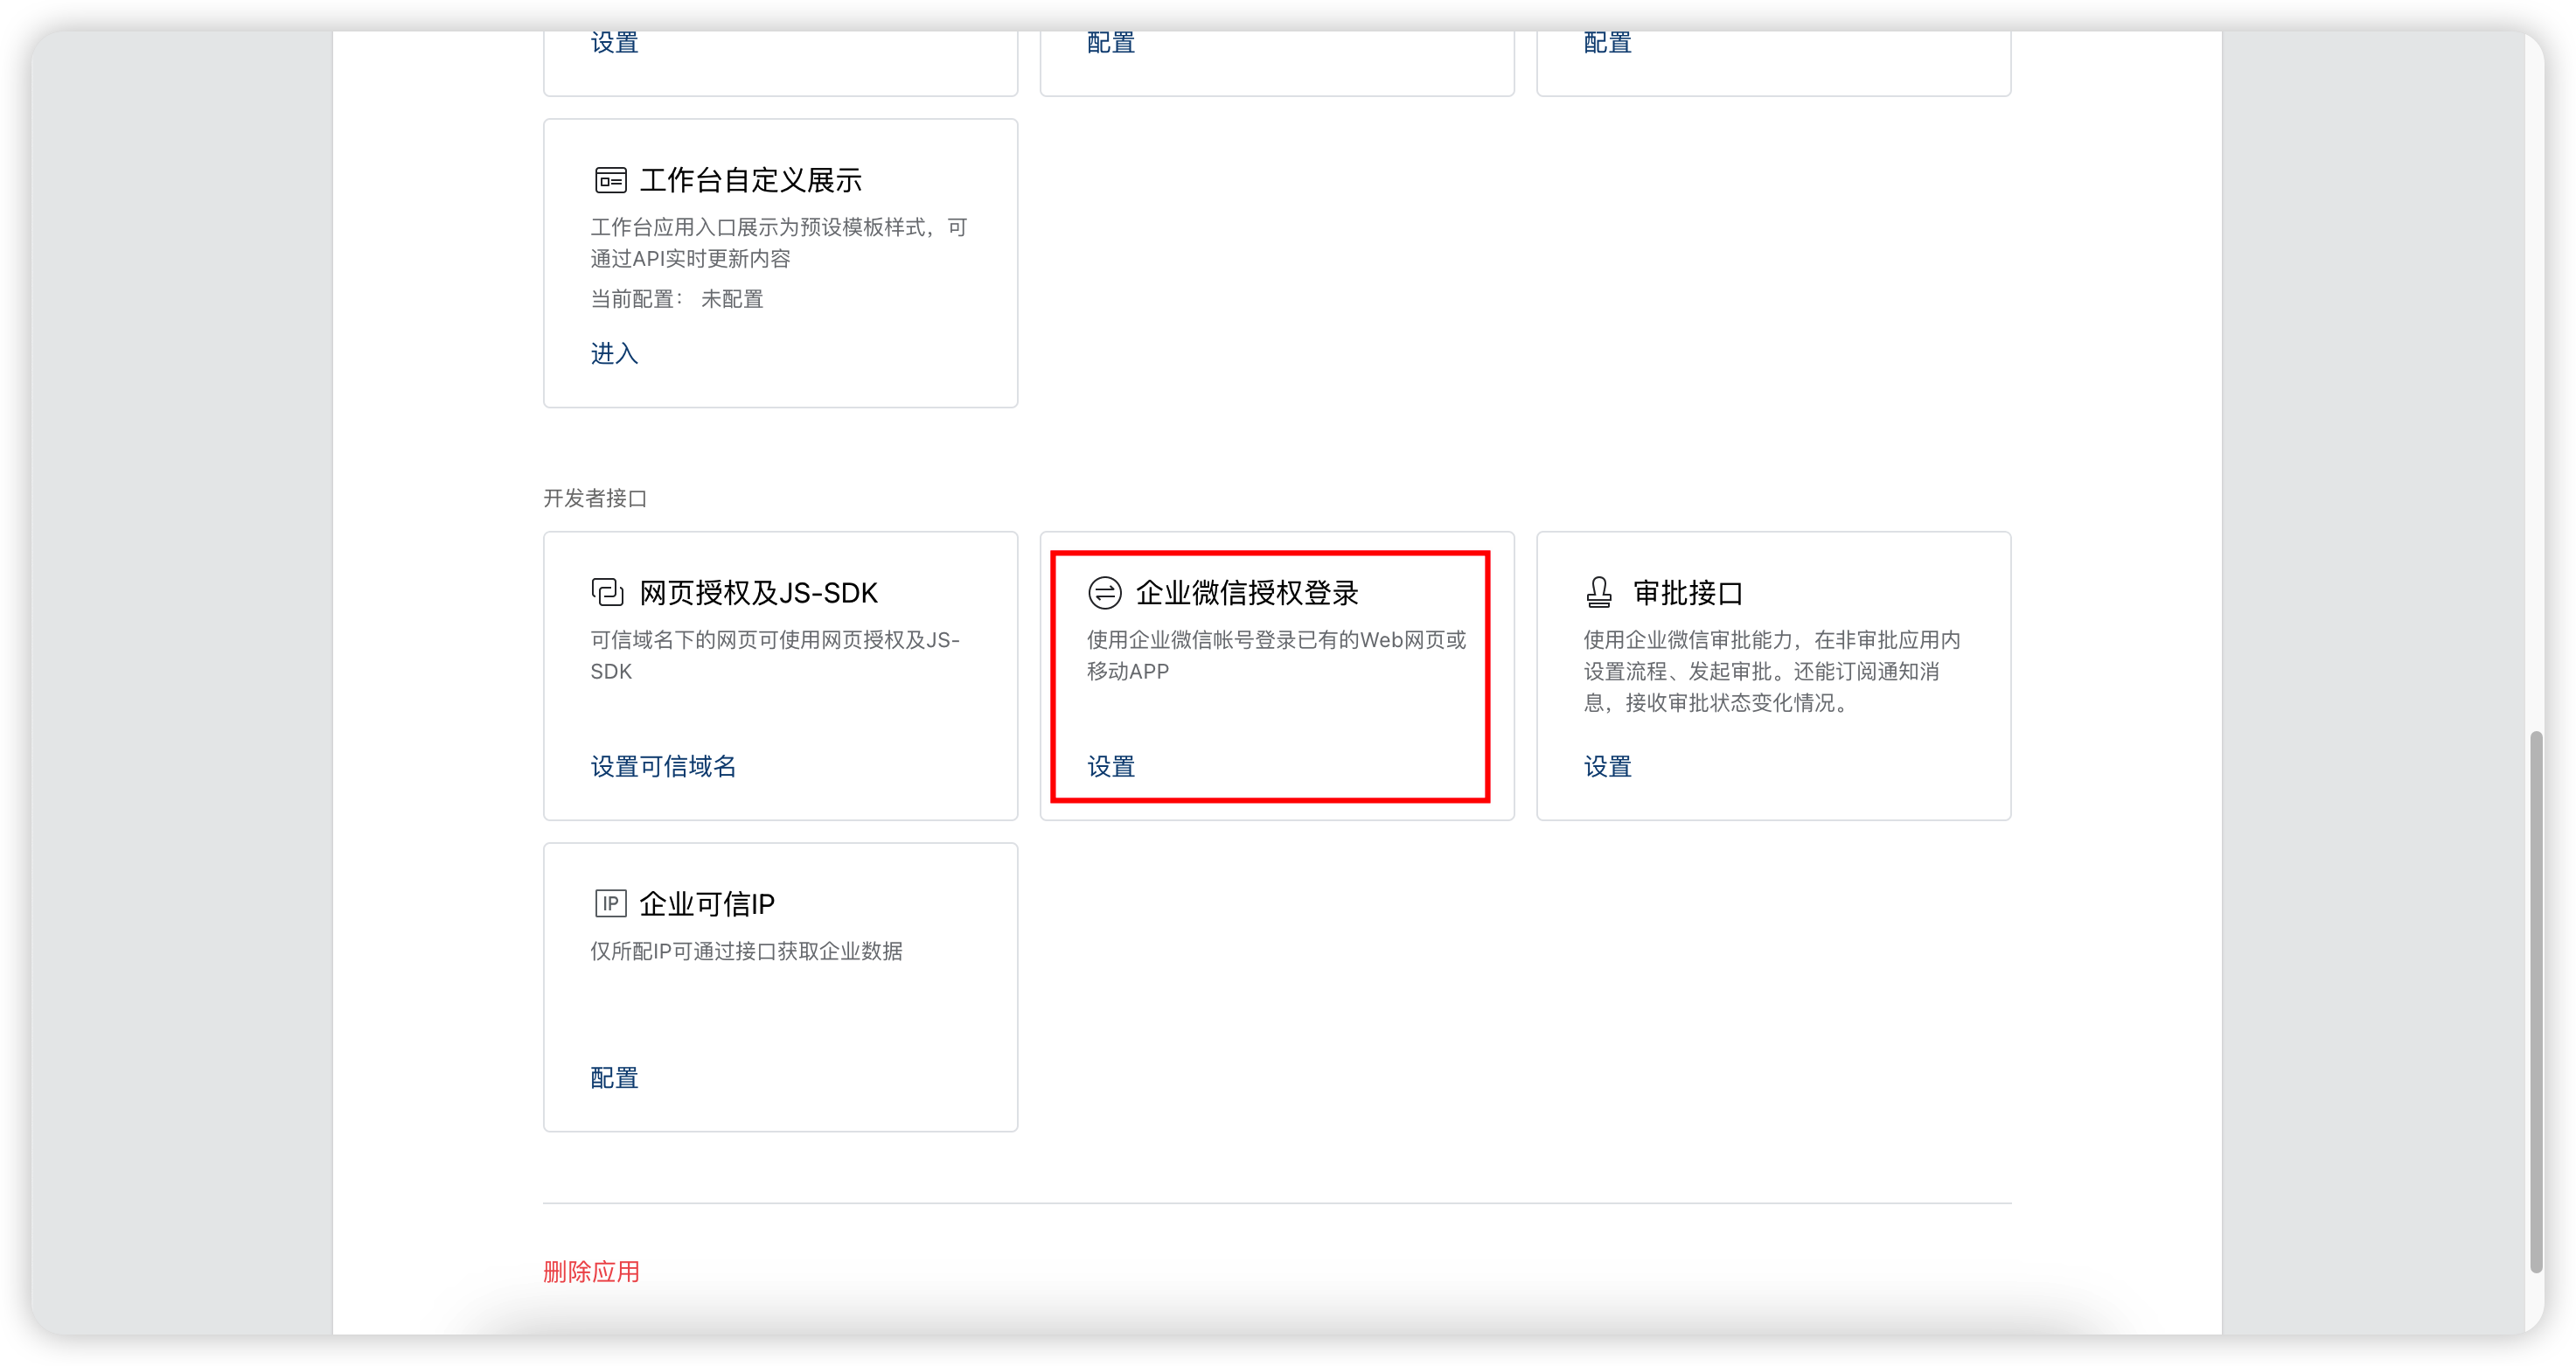 设置
配置
配置
工作台自定义展示
工作台应用入口展示为预设模板样式，可
通过API实时更新内容
当前配置： 未配置
进入
开发者接口
网页授权及JS-SDK
可信域名下的网页可使用网页授权及JS-
SDK
设置可信域名
企业微信授权登录
使用企业微信帐号登录已有的Web网页或
移动APP
设置
审批接口
使用企业微信审批能力，在非审批应用内
设置流程、发起审批。还能订阅通知消
息，接收审批状态变化情况。
设置
IP
企业可信IP
仅所配IP可通过接口获取企业数据
配置
删除应用